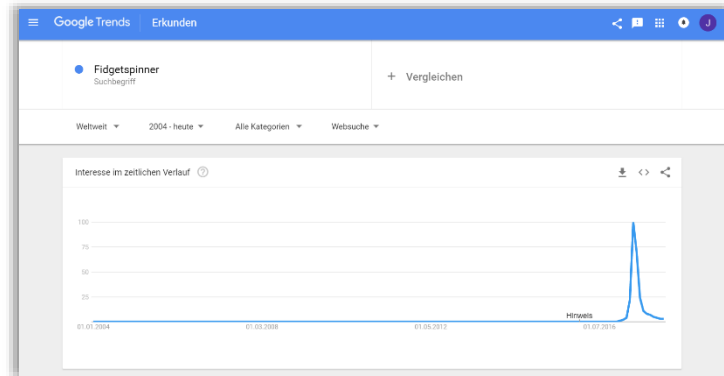 Google Trends Erkunden
J
Fidgetspinner
Suchbegriff
+ Vergleichen
Weltweit 2004 - heute Alle Kategorien Websuche
Interesse im zeitlichen Verlauf ?
100
75
50
25
Hinweis
01.01.2004 01.03.2008 01.05.2012 01.07.2016